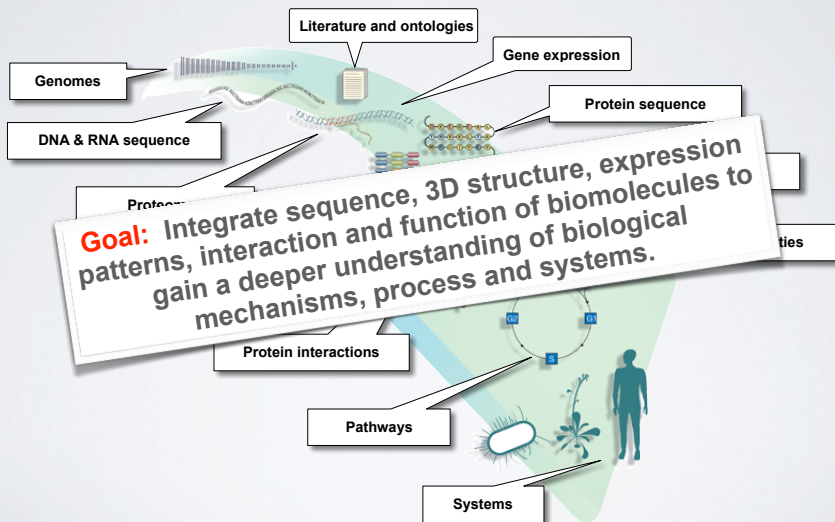 Literature and ontologies
Gene expression
Genomes
Protein sequence
DNA & RNA sequence
Goal: Integrate sequence, 3D structure, expression
patterns, interaction and function of biomolecules to
gain a deeper understanding of biological
mechanisms, process and systems.
G2
G1
S
Protein interactions
Pathways
Systems